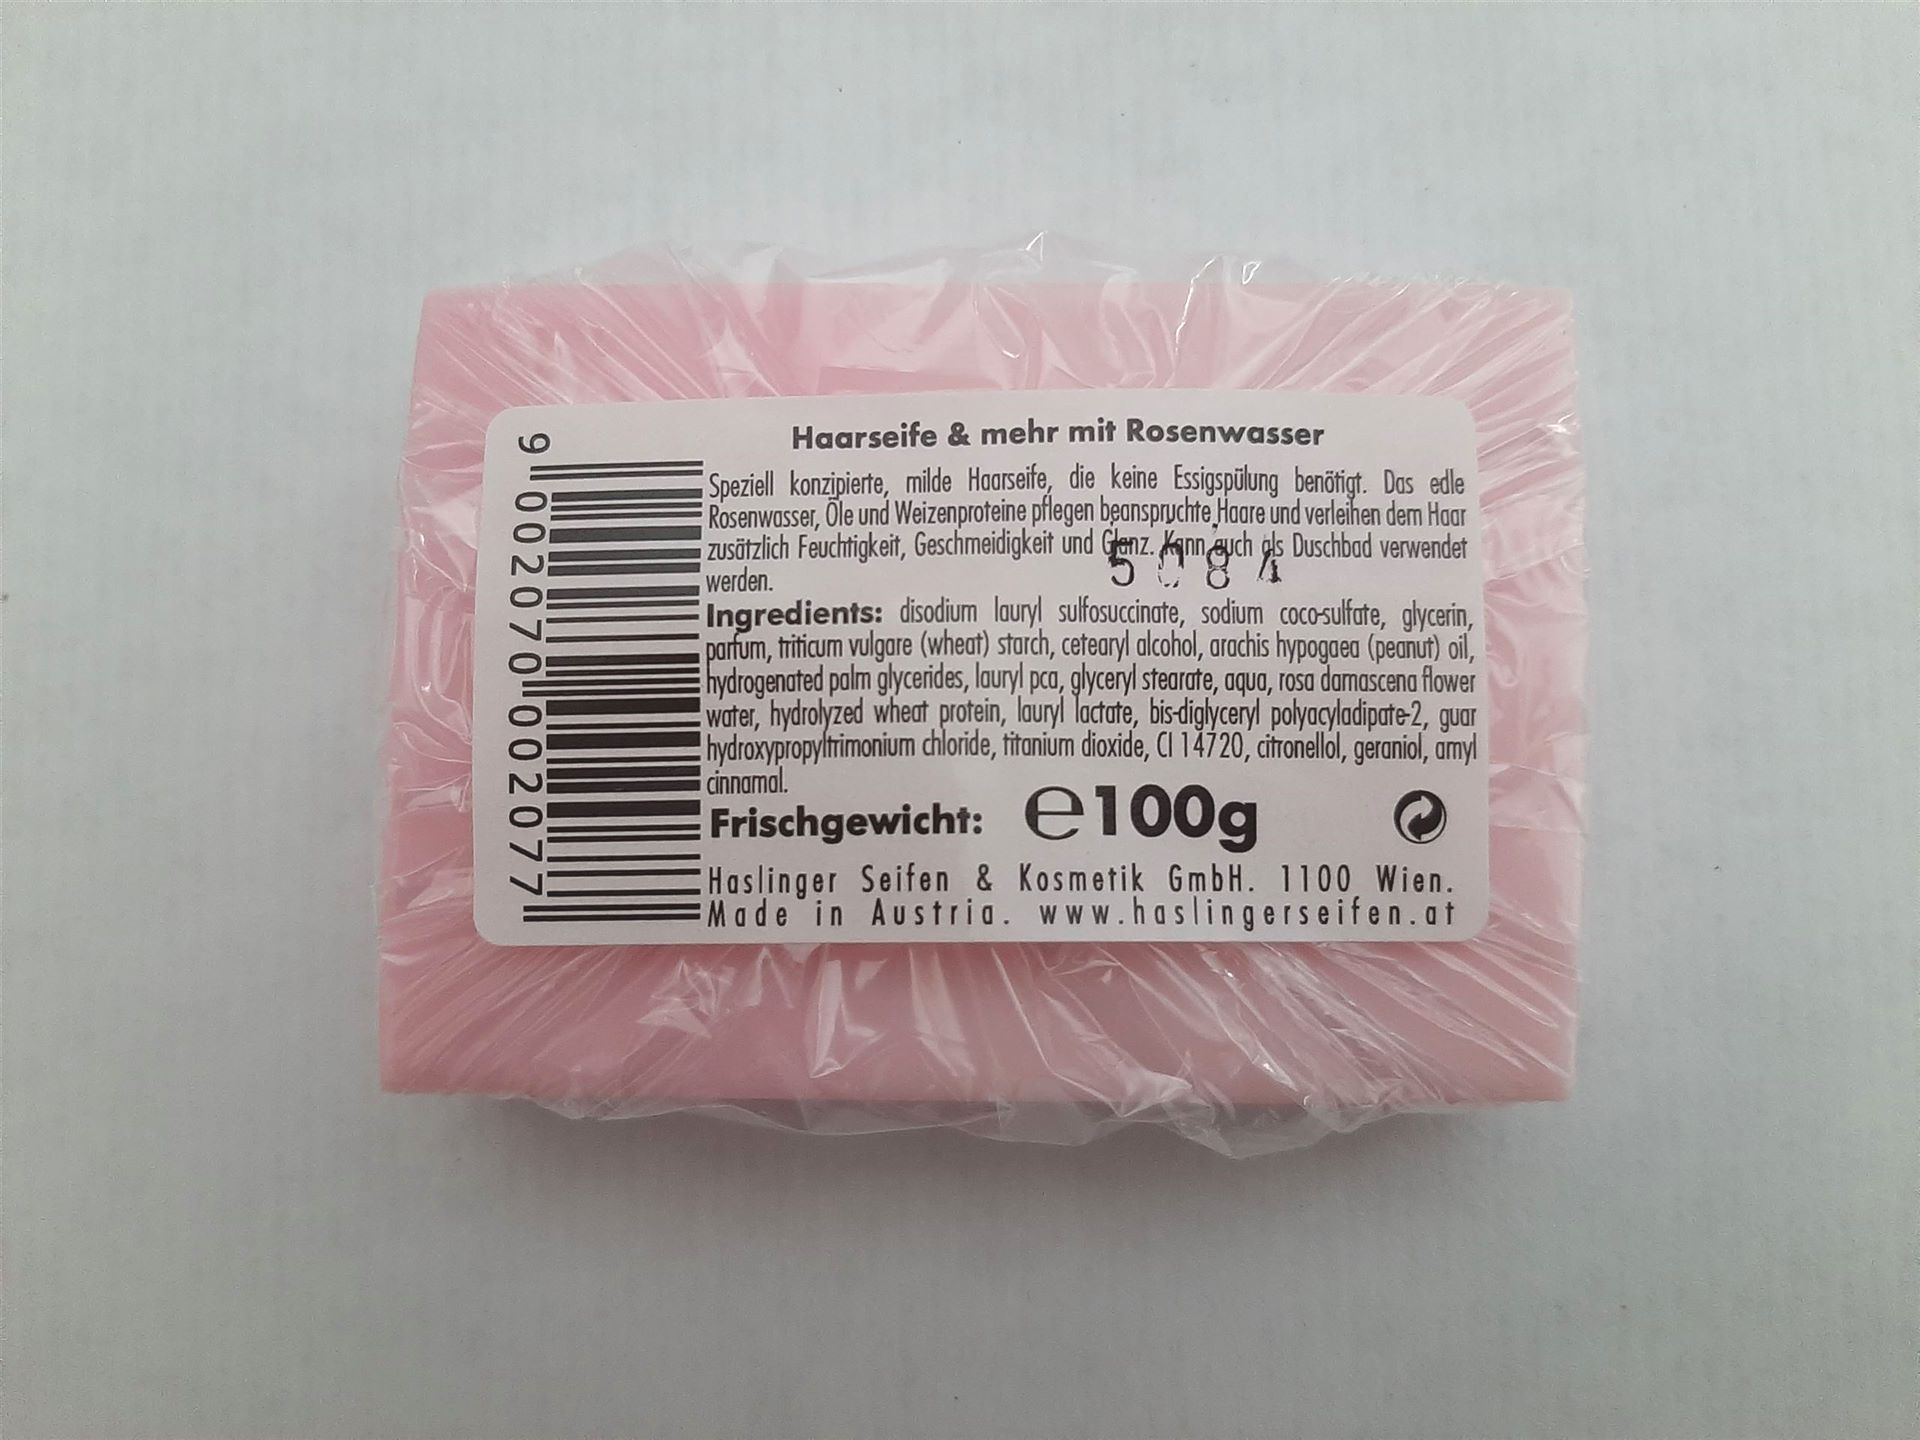 Haarseife & mehr mit Rosenwasser
Speziell konzipierte, milde Haarseife, die keine Essigspülung benötigt. Das edle
Rosenwasser, Öle und Weizenproteine pflegen beanspruchte Haare und verleihen dem Haar
zusätzlich Feuchtigkeit, Geschmeidigkeit und Glanz. Kann auch als Duschbad verwendet
werden.
Ingredients: disodium lauryl sulfosuccinate, sodium coco-sulfate, glycerin,
parfum, triticum vulgare (wheat) starch, cetearyl alcohol, arachis hypogaea (peanut) oil,
hydrogenated palm glycerides, lauryl pca, glyceryl stearate, aqua, rosa damascena flower
water, hydrolyzed wheat protein, lauryl lactate, bis-diglyceryl polyacyladipate-2, guar
hydroxypropyltrimonium chloride, titanium dioxide, CI 14720, citronellol, geraniol, amyl
cinnamal.
Frischgewicht: ℮100g
Haslinger Seifen & Kosmetik GmbH. 1100 Wien.
Made in Austria. www.haslingerseifen.at
9 002070 002077